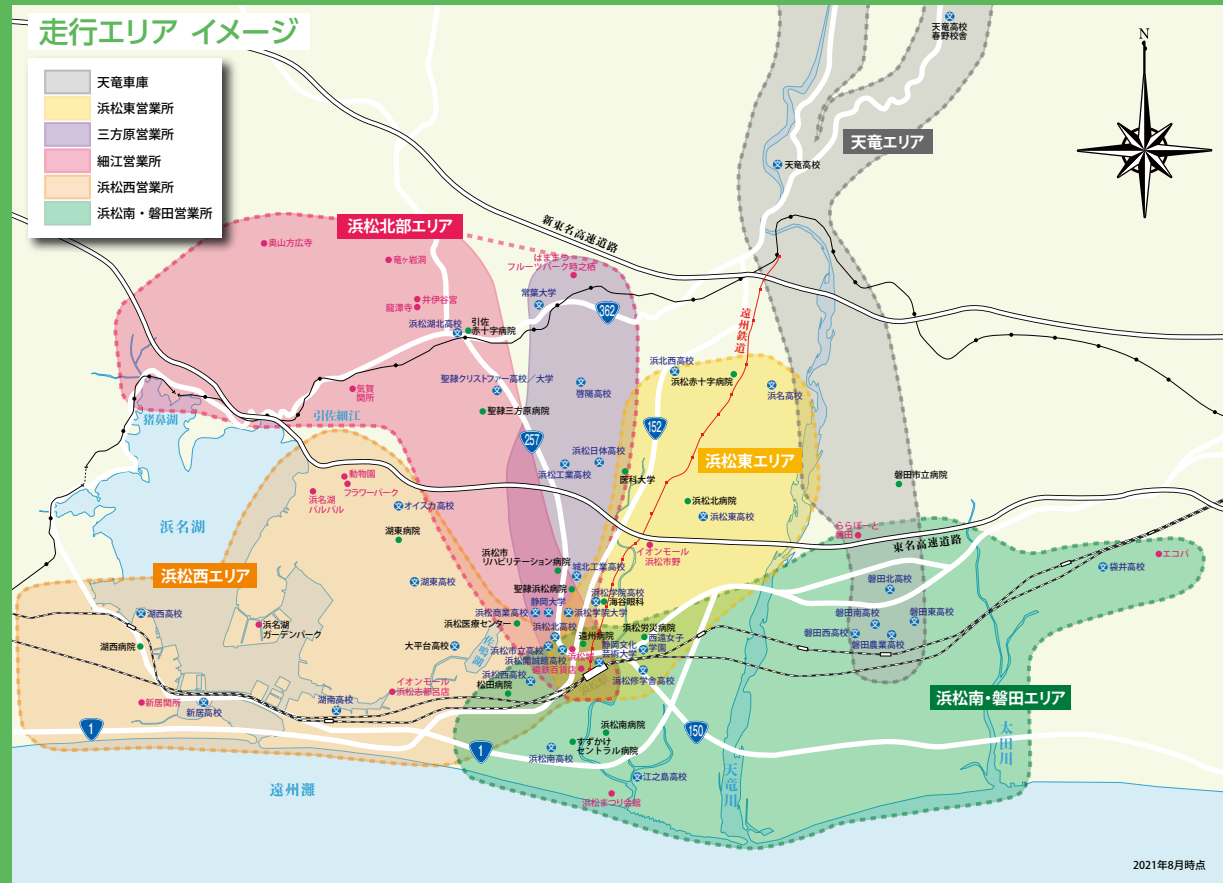 走行エリア イメージ
天竜車庫
浜松東営業所
三方原営業所
細江営業所
浜松西営業所
浜松南・磐田営業所
天竜高校
春野校舎
N
天竜エリア
天竜高校
新東名高速道路
浜松北部エリア
奥山方広寺
竜ヶ岩洞
井伊谷宮
龍潭寺
はままつ
フルーツパーク時之栖
常葉大学
362
浜松湖北高校
引佐
赤十字病院
遠州鉄道
浜北西高校
浜松赤十字病院
浜名高校
聖隷クリストファー高校／大学
啓陽高校
気賀
関所
聖隷三方原病院
猪鼻湖
引佐細江
152
257
浜松東エリア
浜松日体高校
浜松工業高校
医科大学
磐田市立病院
動物園
フラワーパーク
浜名湖
パルパル
オイスカ高校
浜松北病院
浜松東高校
浜名湖
湖東病院
ららぽーと
磐田
東名高速道路
浜松市
リハビリテーション病院
イオンモール
浜松市野
エコパ
袋井高校
浜松西エリア
湖東高校
城北工業高校
聖隷浜松病院
浜松学院高校
海谷眼科
磐田北高校
静岡大学
浜松商業高校
浜松学院大学
湖西高校
浜松医療センター
浜名湖
ガーデンパーク
磐田南高校
磐田東高校
磐田西高校
磐田農業高校
浜松北高校
遠州病院
浜松労災病院
西遠女子
学園
湖西病院
大平台高校
佐鳴湖
浜松市立高校
浜松開誠館高校
浜松城
静岡文化
芸術大学
遠鉄百貨店
浜松西高校
松田病院
浜松駅
浜松修学舎高校
イオンモール
浜松志都呂店
新居関所
新居高校
湖南高校
浜松南・磐田エリア
1
1
150
浜松南病院
すずかけ
セントラル病院
浜松南高校
太田川
天竜川
江之島高校
遠州灘
浜松まつり会館
2021年8月時点